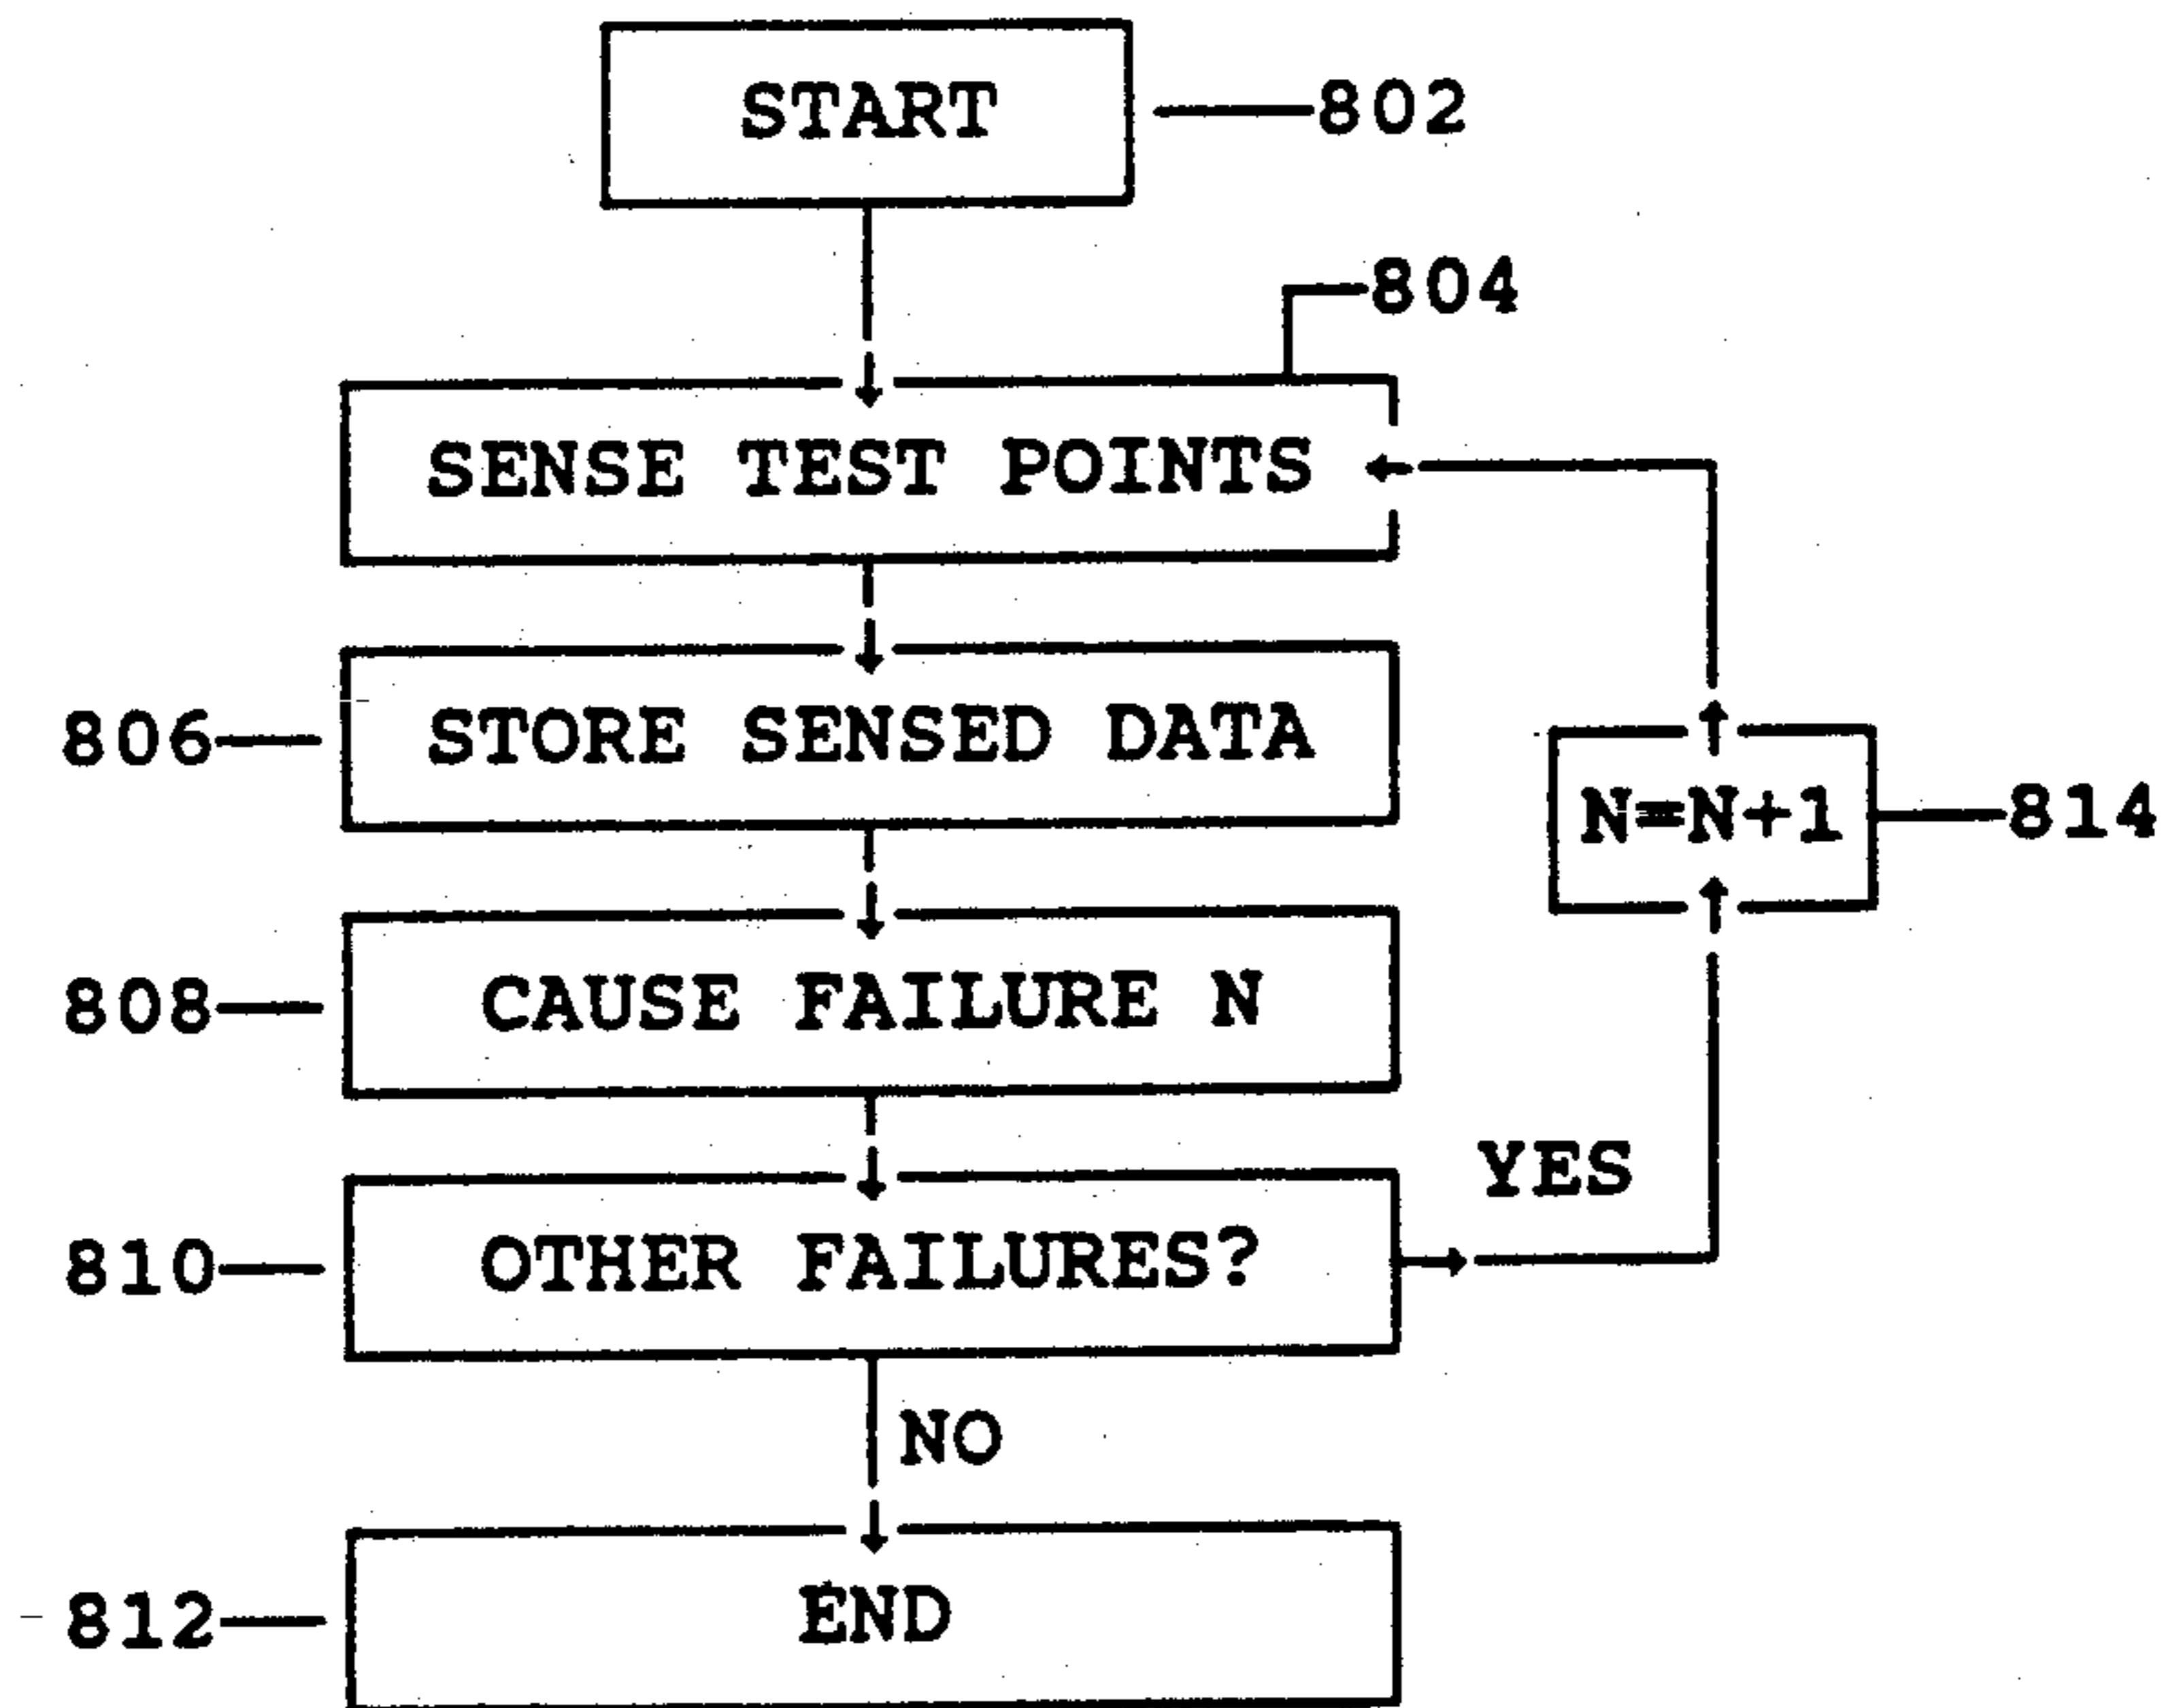 START
802
804
SENSE TEST POINTS
806
STORE SENSED DATA
N=N+1
814
808
CAUSE FAILURE N
YES
810
OTHER FAILURES?
NO
812
END